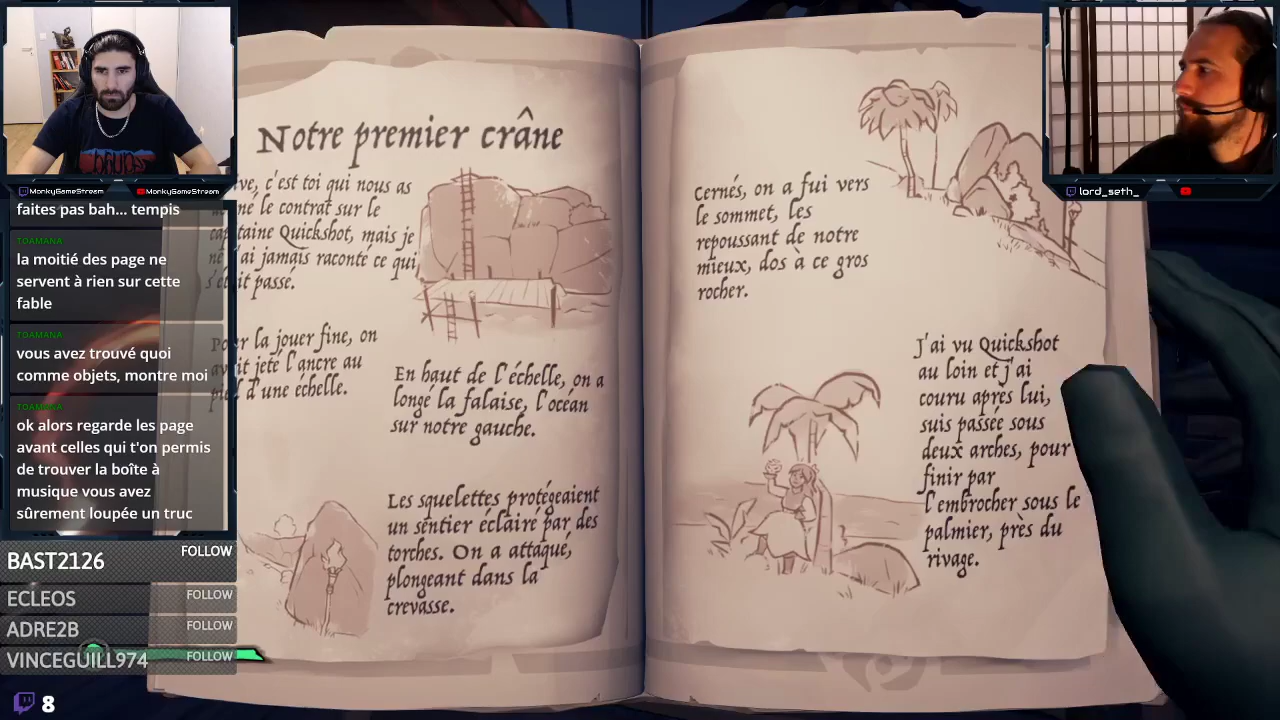 Notre premier crâne
ve, c'est toi qui nous as
né le contrat sur le
taine Quickshot, mais je
ai jamais raconté ce qui
passé.
la jouer fine, on
jeté l'ancre au
d'une échelle.
En haut de l'échelle, on a
longé la falaise, l'océan
sur notre gauche.
Les squelettes protégeaient
un sentier éclairé par des
torches. On a attaqué,
plongeant dans la
crevasse.
Cernés, on a fui vers
le sommet, les
repoussant de notre
mieux, dos à ce gros
rocher.
J'ai vu Quickshot
au loin et j'ai
couru après lui,
suis passée sous
deux arches, pour
finir par
l'embrocher sous le
palmier, près du
rivage.
MonkyGameStream MonkyGameStream
lord_seth_
faites pas bah... tempis
TOAMANA
la moitié des page ne
servent à rien sur cette
fable
TOAMANA
vous avez trouvé quoi
comme objets, montre moi
TOAMANA
ok alors regarde les page
avant celles qui t'on permis
de trouver la boîte à
musique vous avez
sûrement loupée un truc
BAST2126 FOLLOW
ECLEOS FOLLOW
ADRE2B FOLLOW
VINCEGUILL974 FOLLOW
8